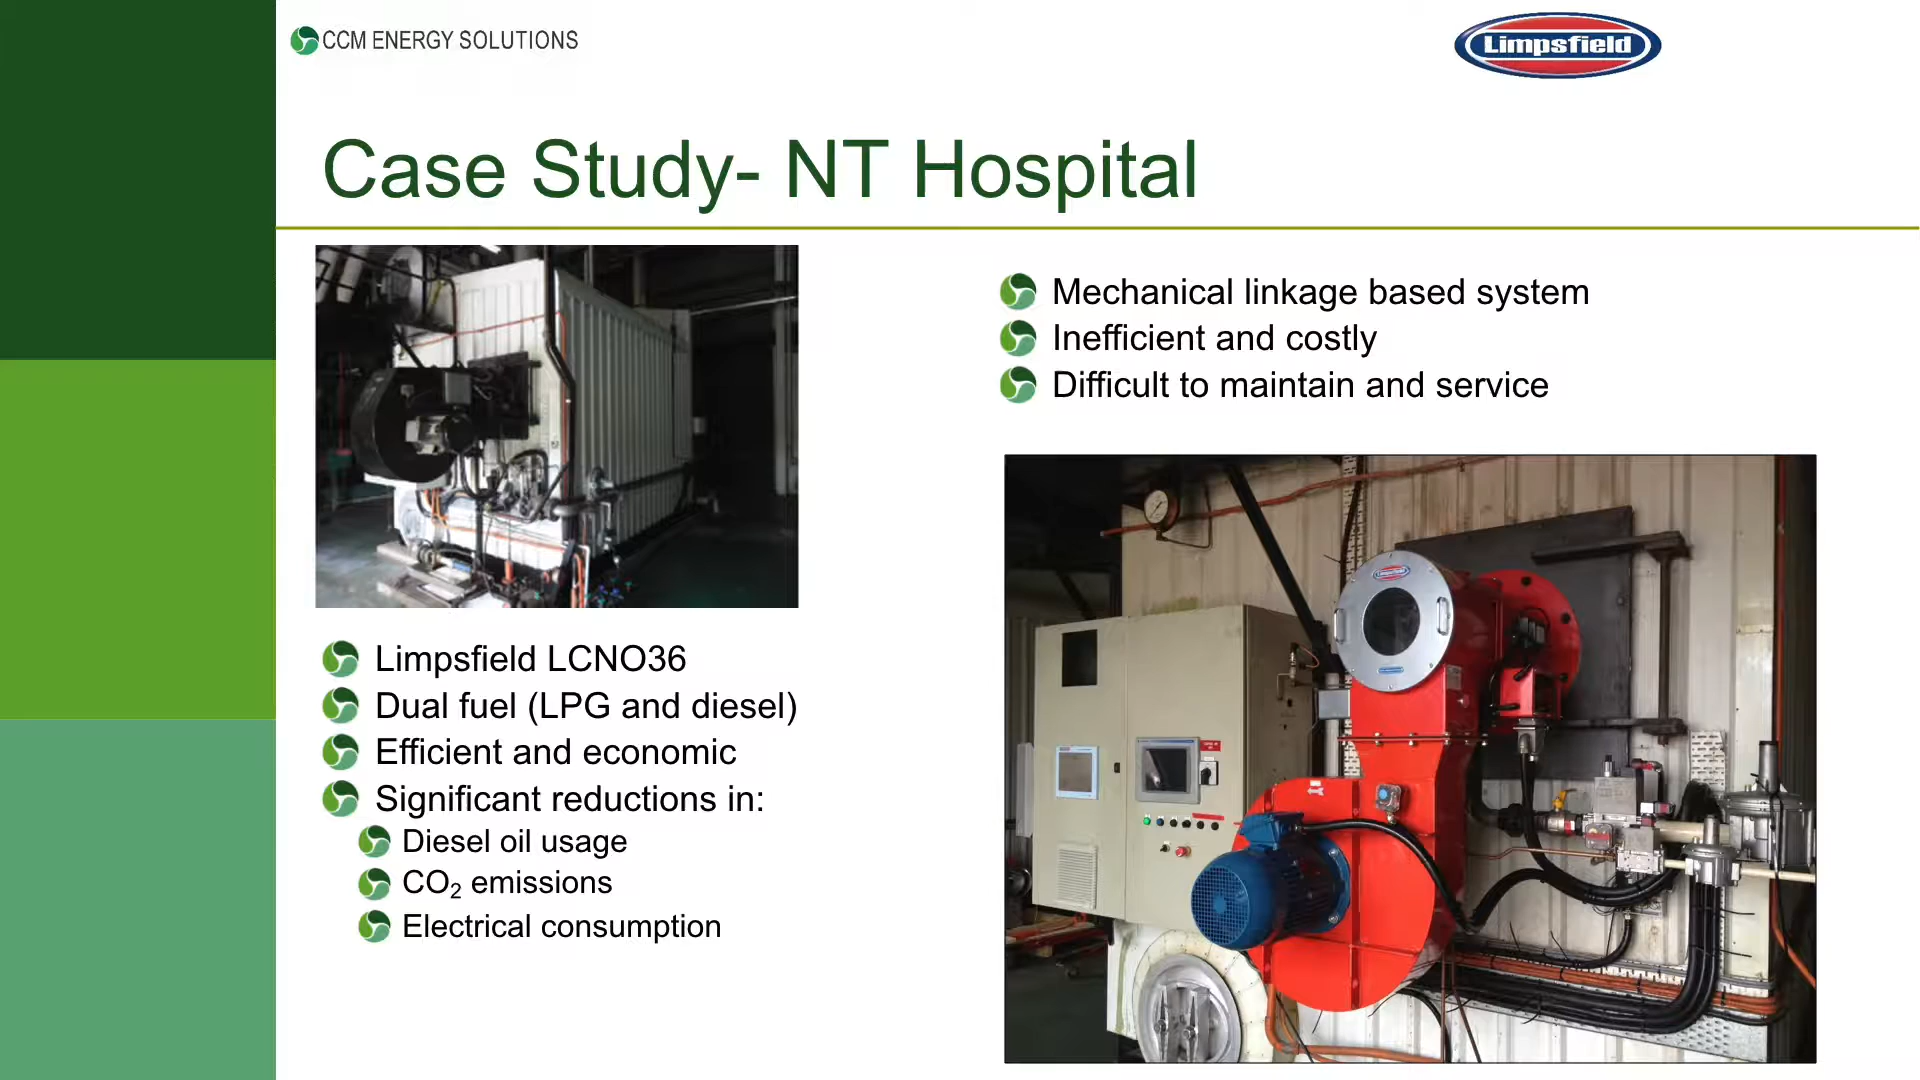 CCM ENERGY SOLUTIONS
Limpsfield
Case Study- NT Hospital
Mechanical linkage based system
Inefficient and costly
Difficult to maintain and service
Limpsfield LCNO36
Dual fuel (LPG and diesel)
Efficient and economic
Significant reductions in:
Diesel oil usage
CO₂ emissions
Electrical consumption
Limpsfield